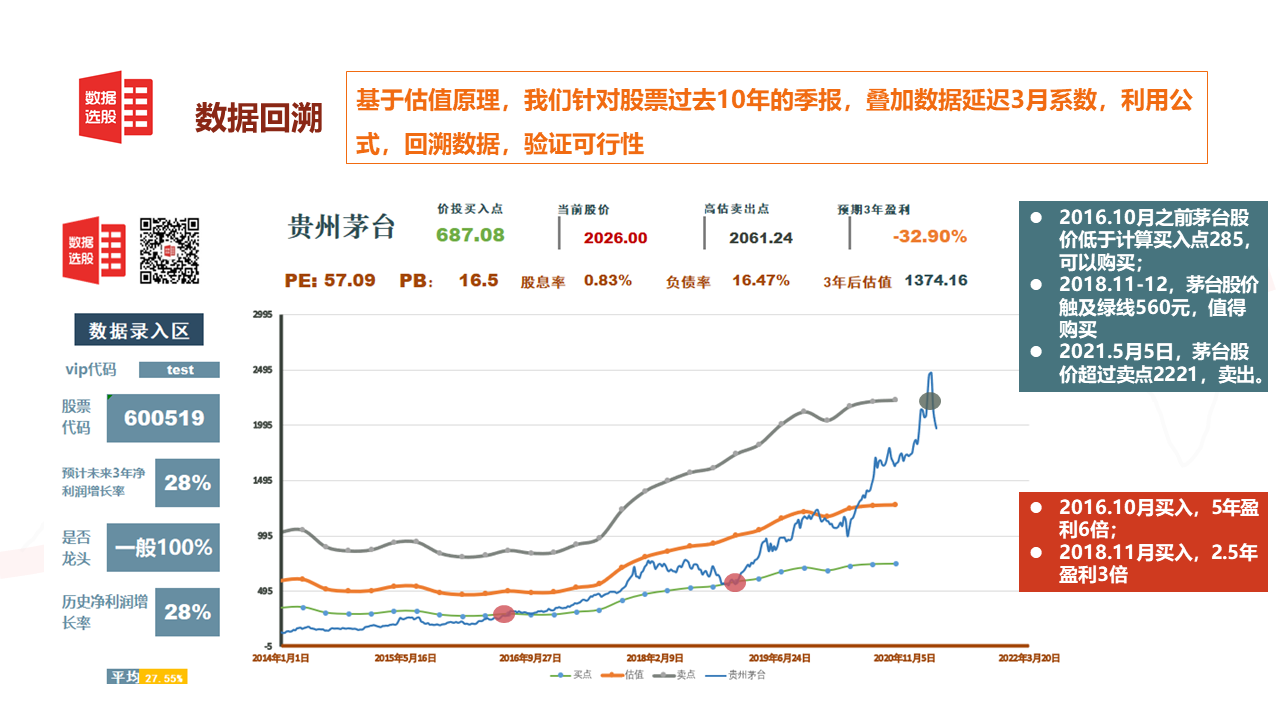 数据
选股
数据回溯
基于估值原理，我们针对股票过去10年的季报，叠加数据延迟3月系数，利用公
式，回溯数据，验证可行性
数据
选股
贵州茅台
价投买入点
687.08
当前股价
2026.00
高估卖出点
2061.24
预期3年盈利
-32.90%
PE: 57.09
PB： 16.5
股息率 0.83%
负债率 16.47%
3年后估值 1374.16
数据录入区
vip代码 test
股票
代码
600519
预计未来3年净
利润增长率
28%
是否
龙头
一般100%
历史净利润增
长率
28%
平均 27.55%
2995
2495
1995
1495
995
495
-5
2014年1月1日 2015年5月16日 2016年9月27日 2018年2月9日 2019年6月24日 2020年11月5日 2022年3月20日
买点 估值 卖点 贵州茅台
● 2016.10月之前茅台股
价低于计算买入点285，
可以购买；
● 2018.11-12，茅台股价
触及绿线560元，值得
购买
● 2021.5月5日，茅台股
价超过卖点2221，卖出。
● 2016.10月买入，5年盈
利6倍；
● 2018.11月买入，2.5年
盈利3倍